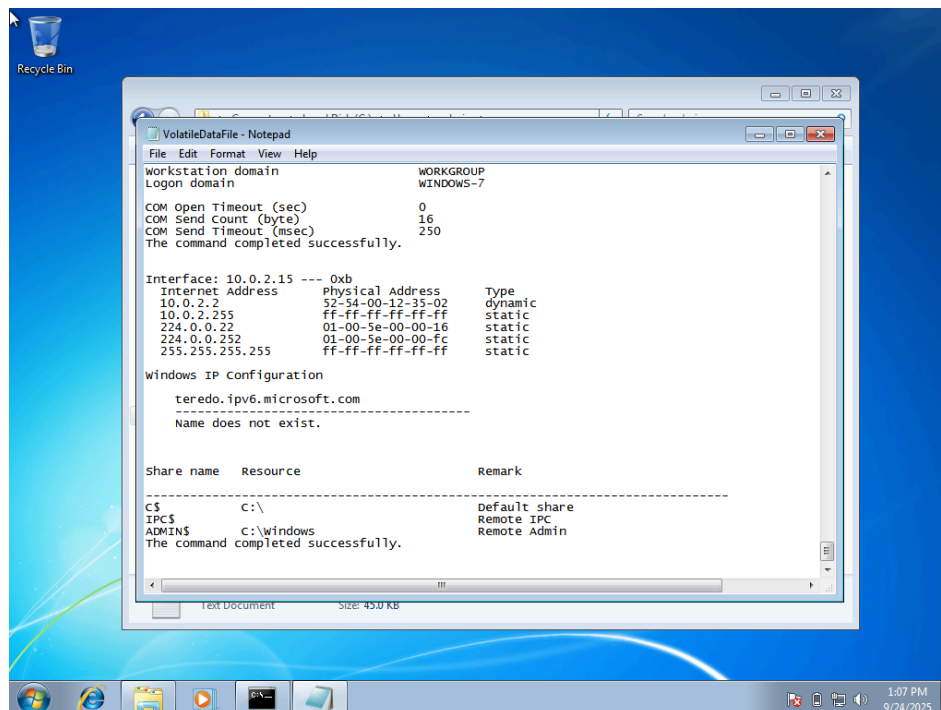 Recycle Bin
VolatileDataFile - Notepad
File Edit Format View Help
Workstation domain WORKGROUP
Logon domain WINDOWS-7
COM Open Timeout (sec) 0
COM Send Count (byte) 16
COM Send Timeout (msec) 250
The command completed successfully.
Interface: 10.0.2.15 --- 0xb
Internet Address Physical Address Type
10.0.2.2 52-54-00-12-35-02 dynamic
10.0.2.255 ff-ff-ff-ff-ff-ff static
224.0.0.22 01-00-5e-00-00-16 static
224.0.0.252 01-00-5e-00-00-fc static
255.255.255.255 ff-ff-ff-ff-ff-ff static
Windows IP Configuration
teredo.ipv6.microsoft.com
----------------------------------------
Name does not exist.
Share name Resource Remark
-------------------------------------------------------------------------------
C$ C:\ Default share
IPC$ Remote IPC
ADMIN$ C:\Windows Remote Admin
The command completed successfully.
Text Document Size: 45.0 KB
1:07 PM
9/24/2025